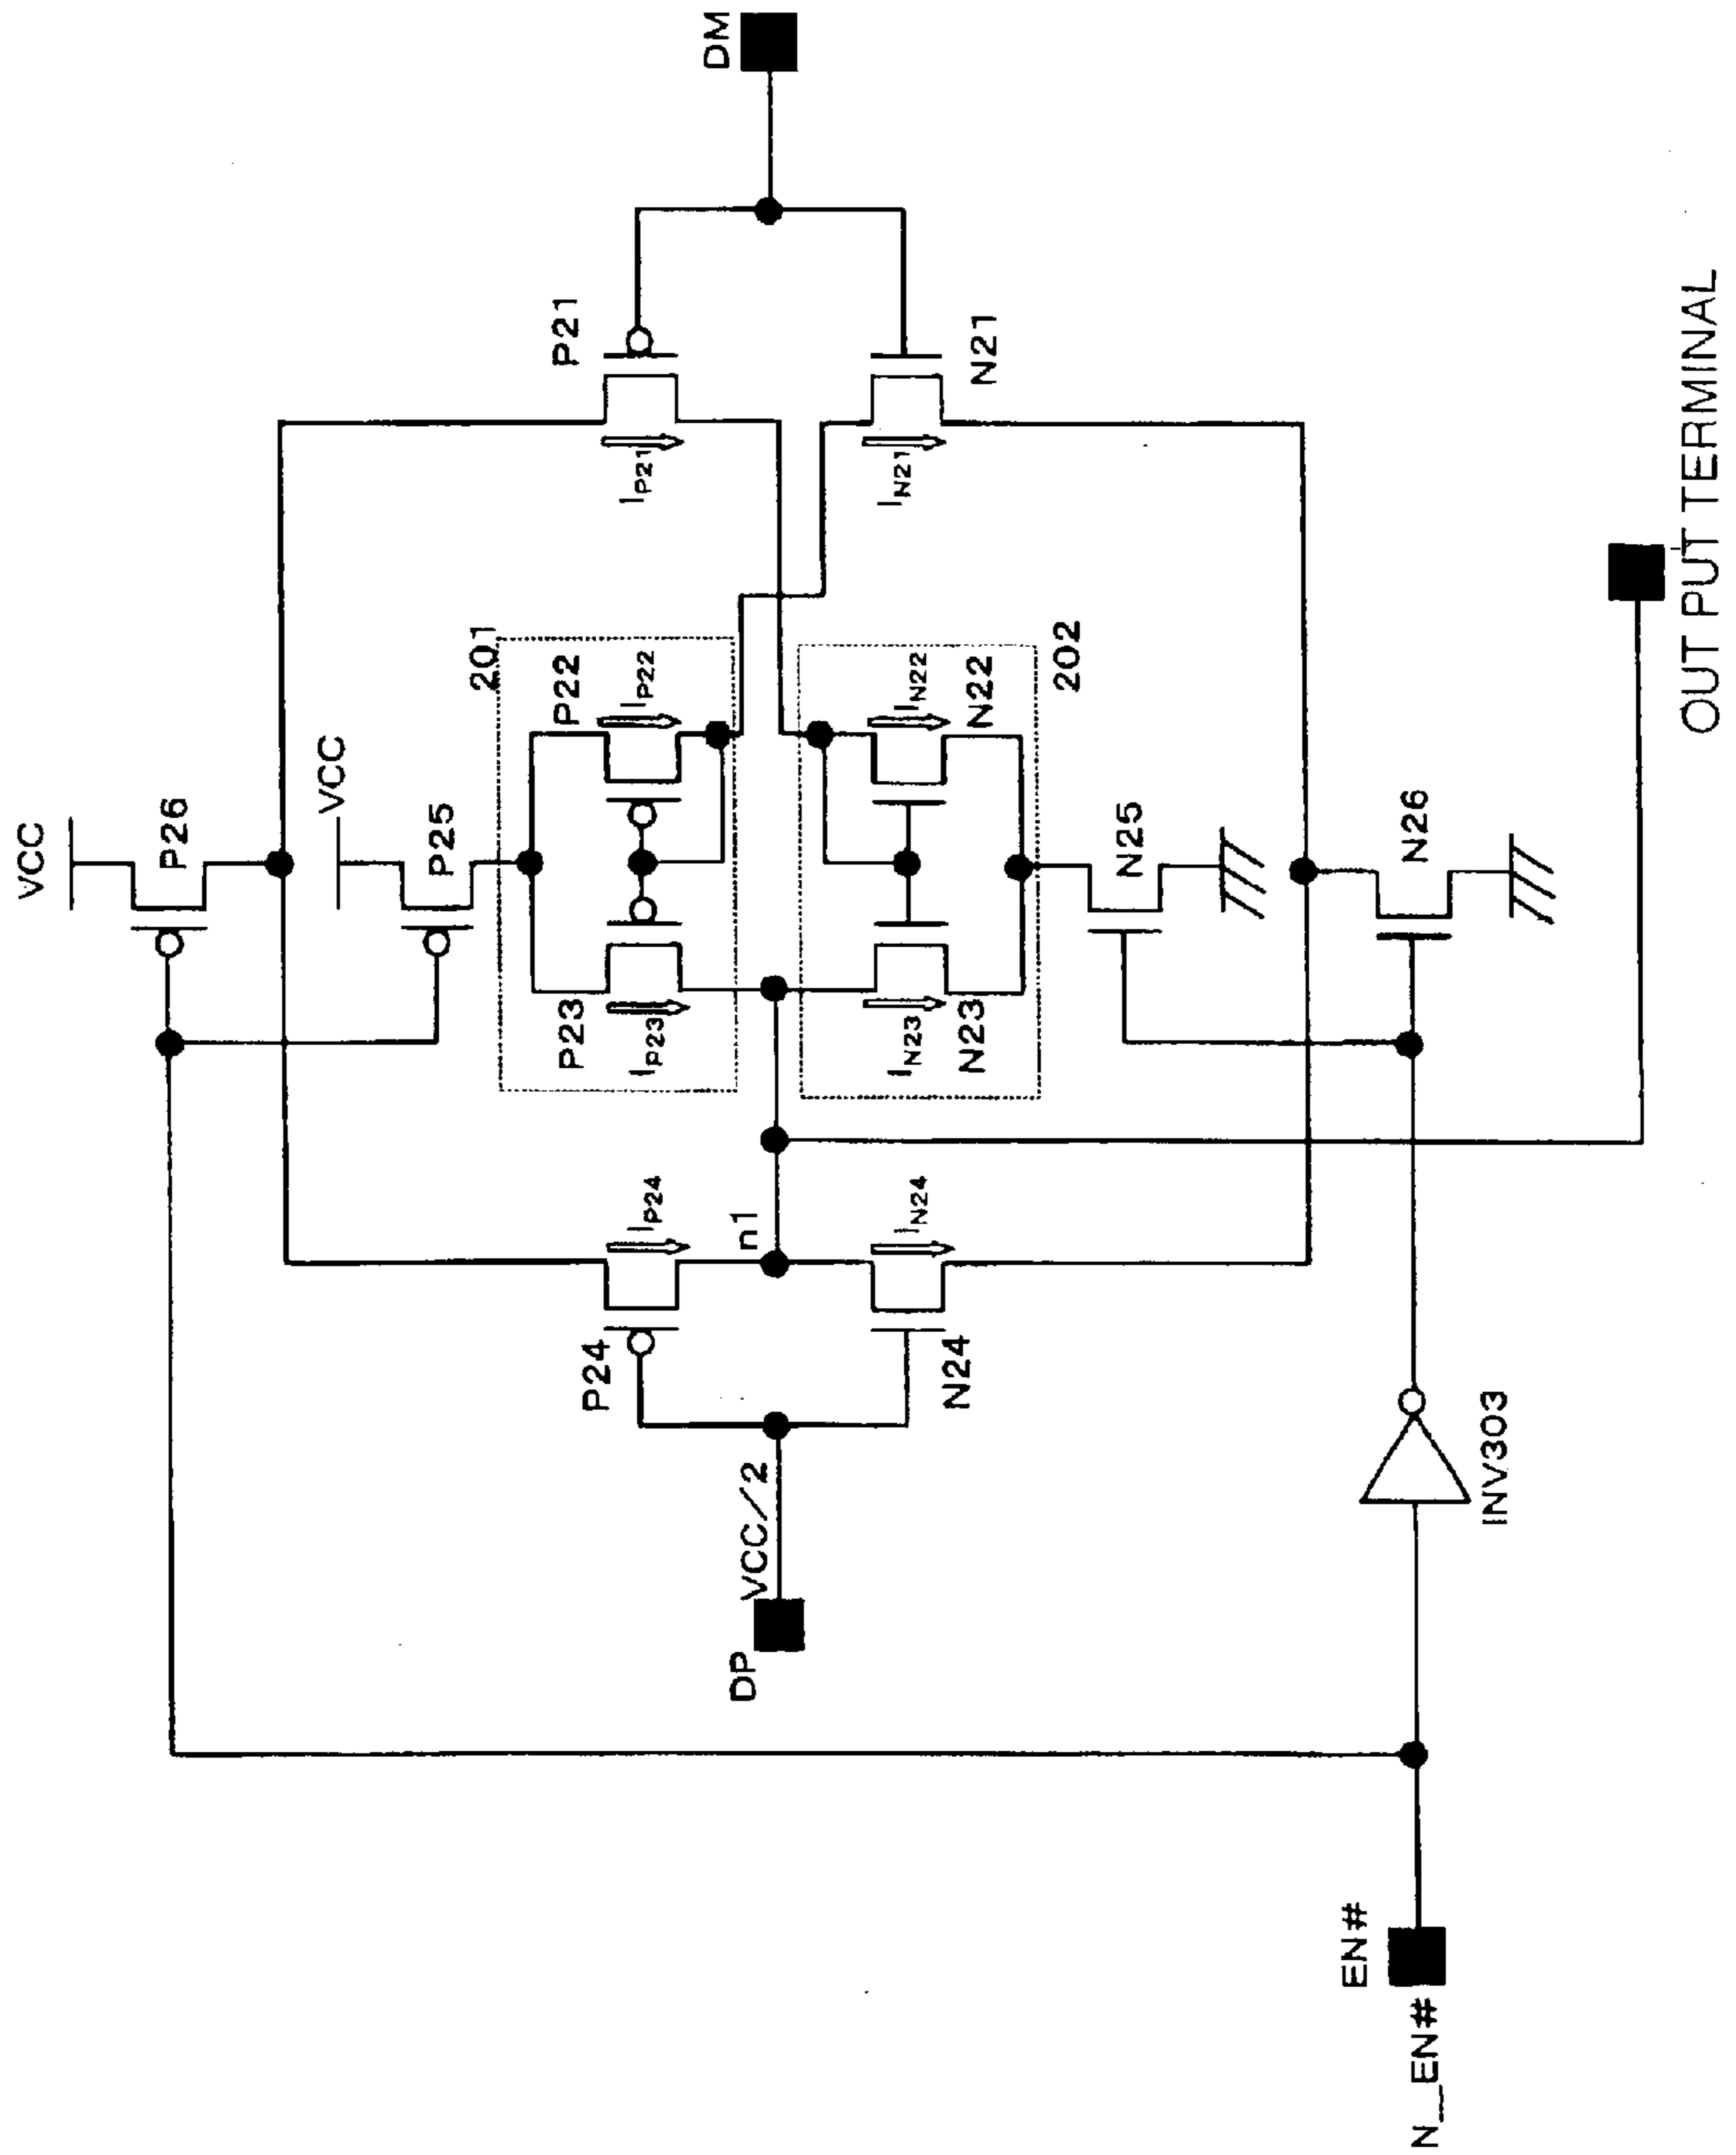 VCC
P26
VCC
P25
201
P23
P22
IP23
IP22
P24
IP24
P21
IP21
DP
VCC/2
n1
DM
IN24
N24
IN23
N23
IN22
N22
202
IN21
N21
N25
N26
EN#
N_EN#
INV303
OUT PUT TERMINAL